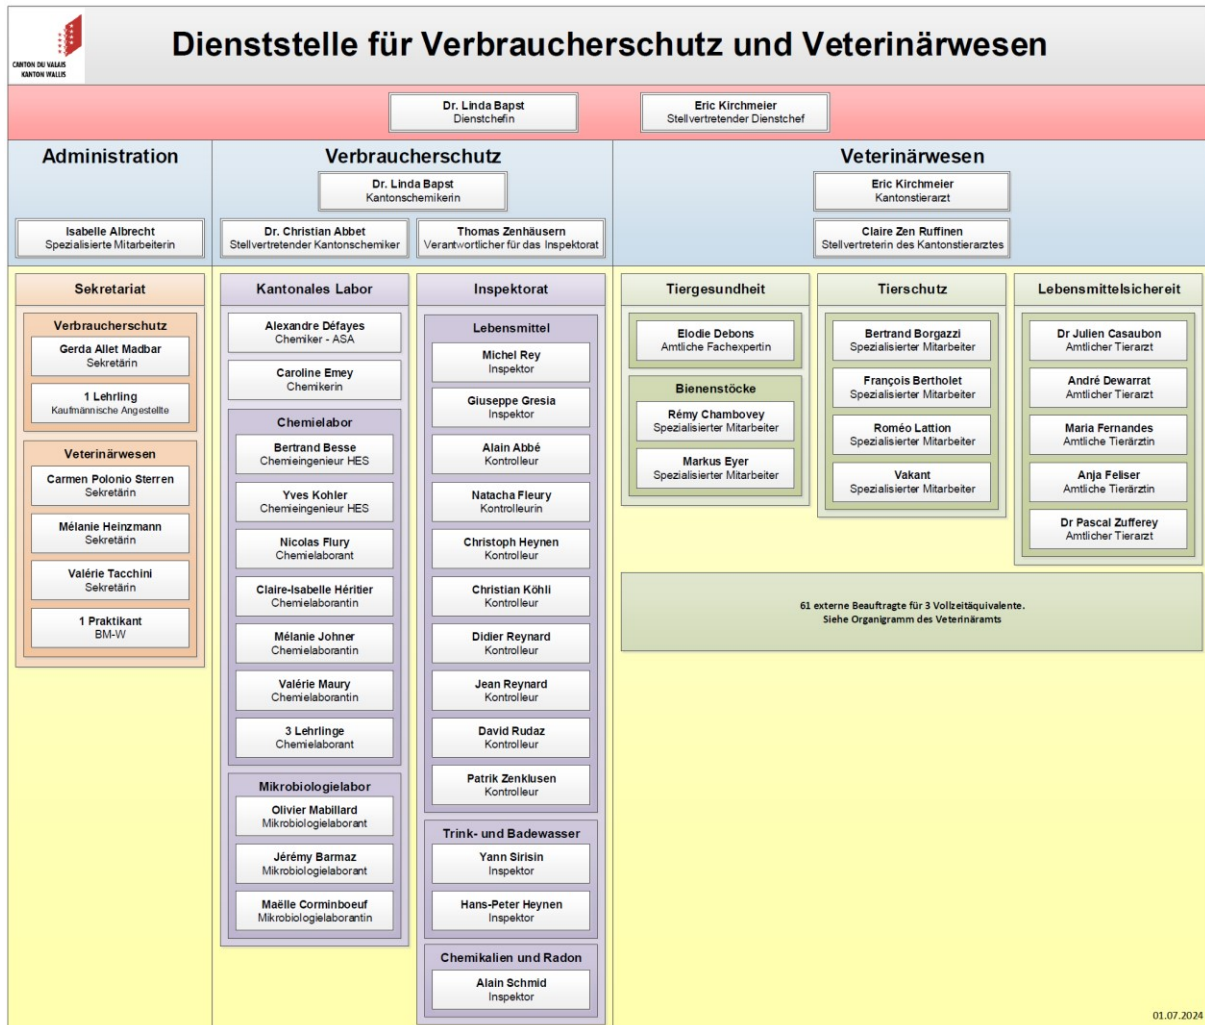 CANTON DU VALAIS
KANTON WALLIS
Dienststelle für Verbraucherschutz und Veterinärwesen
Dr. Linda Bapst
Dienstchefin
Eric Kirchmeier
Stellvertretender Dienstchef
Administration
Isabelle Albrecht
Spezialisierte Mitarbeiterin
Verbraucherschutz
Dr. Linda Bapst
Kantonschemikerin
Dr. Christian Abbet
Stellvertretender Kantonschemiker
Thomas Zenhäusern
Verantwortlicher für das Inspektorat
Veterinärwesen
Eric Kirchmeier
Kantonstierarzt
Claire Zen Ruffinen
Stellvertreterin des Kantonstierarztes
Sekretariat
Verbraucherschutz
Gerda Allet Madbar
Sekretärin
1 Lehrling
Kaufmännische Angestellte
Veterinärwesen
Carmen Polonio Sterren
Sekretärin
Mélanie Heinzmann
Sekretärin
Valérie Tacchini
Sekretärin
1 Praktikant
BM-W
Kantonales Labor
Alexandre Défayes
Chemiker - ASA
Caroline Emey
Chemikerin
Chemielabor
Bertrand Besse
Chemieingenieur HES
Yves Kohler
Chemieingenieur HES
Nicolas Flury
Chemielaborant
Claire-Isabelle Héritier
Chemielaborantin
Mélanie Johner
Chemielaborantin
Valérie Maury
Chemielaborantin
3 Lehrlinge
Chemielaborant
Mikrobiologielabor
Olivier Mabillard
Mikrobiologielaborant
Jérémy Barmaz
Mikrobiologielaborant
Maëlle Corminboeuf
Mikrobiologielaborantin
Inspektorat
Lebensmittel
Michel Rey
Inspektor
Giuseppe Gresia
Inspektor
Alain Abbé
Kontrolleur
Natacha Fleury
Kontrolleurin
Christoph Heynen
Kontrolleur
Christian Köhli
Kontrolleur
Didier Reynard
Kontrolleur
Jean Reynard
Kontrolleur
David Rudaz
Kontrolleur
Patrik Zenklusen
Kontrolleur
Trink- und Badewasser
Yann Sirisin
Inspektor
Hans-Peter Heynen
Inspektor
Chemikalien und Radon
Alain Schmid
Inspektor
Tiergesundheit
Elodie Debons
Amtliche Fachexpertin
Bienenstöcke
Rémy Chambovey
Spezialisierter Mitarbeiter
Markus Eyer
Spezialisierter Mitarbeiter
Tierschutz
Bertrand Borgazzi
Spezialisierter Mitarbeiter
François Bertholet
Spezialisierter Mitarbeiter
Roméo Lattion
Spezialisierter Mitarbeiter
Vakant
Spezialisierter Mitarbeiter
Lebensmittelsichereit
Dr Julien Casaubon
Amtlicher Tierarzt
André Dewarrat
Amtlicher Tierarzt
Maria Fernandes
Amtliche Tierärztin
Anja Feliser
Amtliche Tierärztin
Dr Pascal Zufferey
Amtlicher Tierarzt
61 externe Beauftragte für 3 Vollzeitäquivalente.
Siehe Organigramm des Veterinäramts
01.07.2024